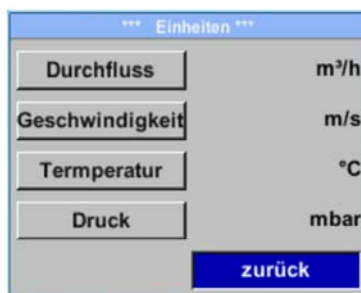 *** Einheiten ***
Durchfluss m³/h
Geschwindigkeit m/s
Termperatur °C
Druck mbar
zurück